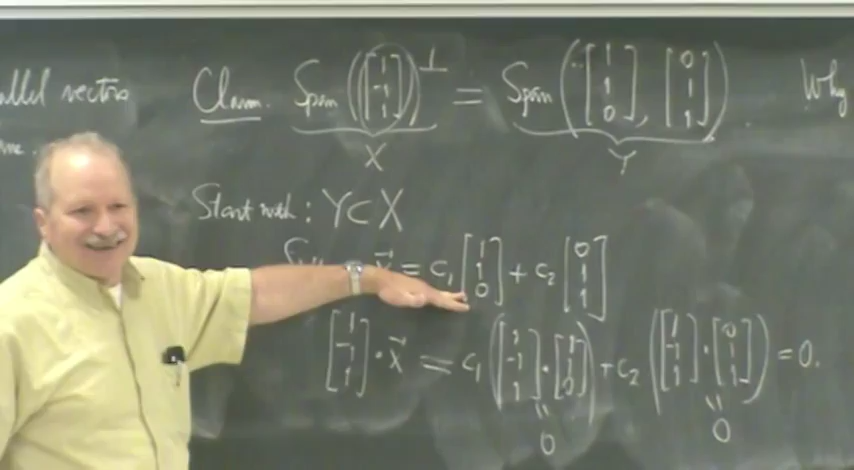 vectors
Claim. Span([1 -1 1])^⊥ = Span([1 1 0], [0 1 1]). Why
X Y
Start with: Y⊂X
x⃗ = c₁[1 1 0] + c₂[0 1 1]
[1 -1 1]·x⃗ = c₁([1 -1 1]·[1 1 0]) + c₂([1 -1 1]·[0 1 1]) = 0.
= =
0 0